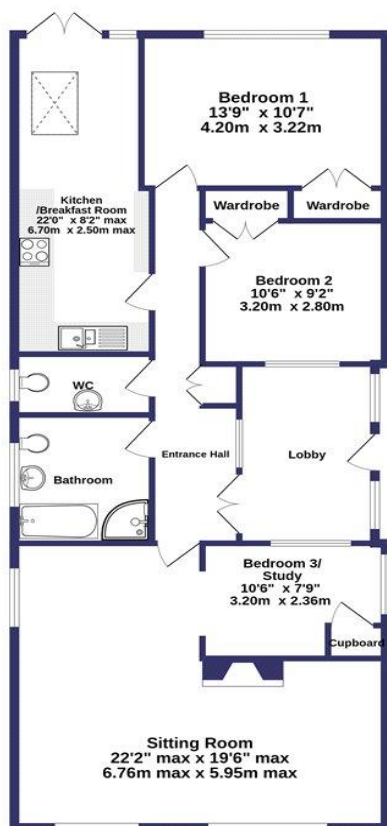 Bedroom 1
13'9" x 10'7"
4.20m x 3.22m
Kitchen
/Breakfast Room
22'0" x 8'2" max
6.70m x 2.50m max
Wardrobe
Wardrobe
Bedroom 2
10'6" x 9'2"
3.20m x 2.80m
WC
Entrance Hall
Lobby
Bathroom
Bedroom 3/
Study
10'6" x 7'9"
3.20m x 2.36m
Cupboard
Sitting Room
22'2" max x 19'6" max
6.76m max x 5.95m max